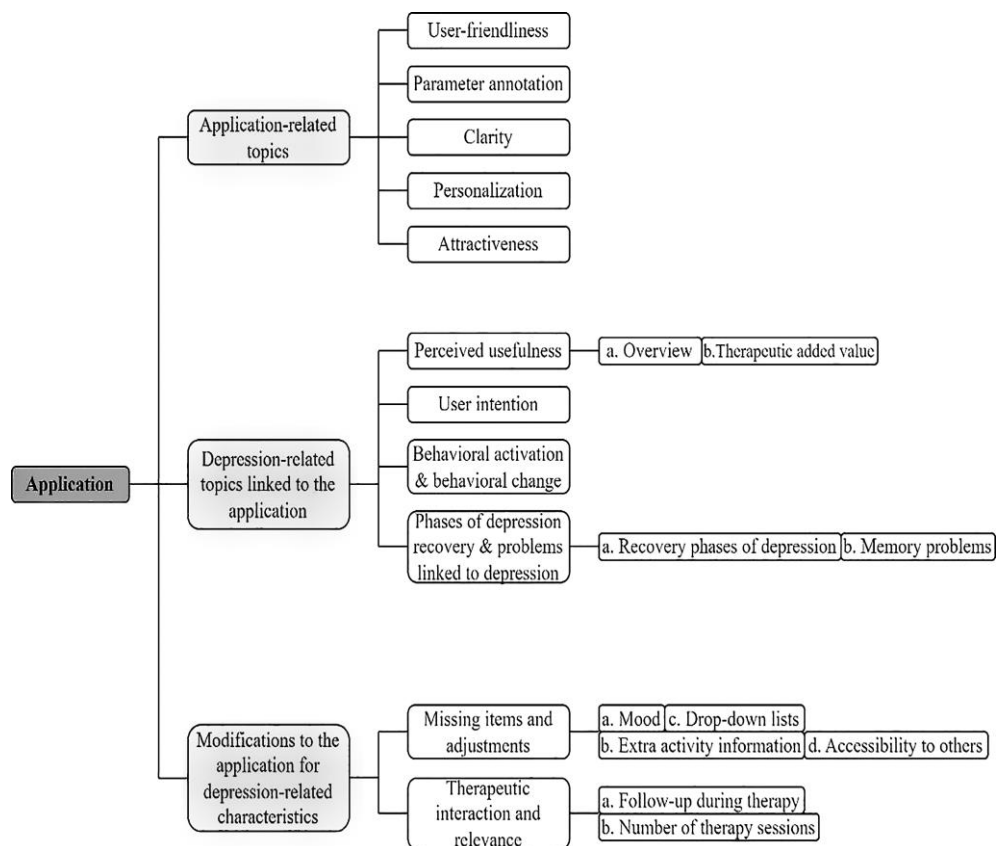 User-friendliness
Parameter annotation
Application-related
topics
Clarity
Personalization
Attractiveness
Perceived usefulness
a. Overview
b.Therapeutic added value
User intention
Application
Depression-related
topics linked to the
application
Behavioral activation
& behavioral change
Phases of depression
recovery & problems
linked to depression
a. Recovery phases of depression
b. Memory problems
Modifications to the
application for
depression-related
characteristics
Missing items and
adjustments
a. Mood
c. Drop-down lists
b. Extra activity information
d. Accessibility to others
Therapeutic
interaction and
relevance
a. Follow-up during therapy
b. Number of therapy sessions